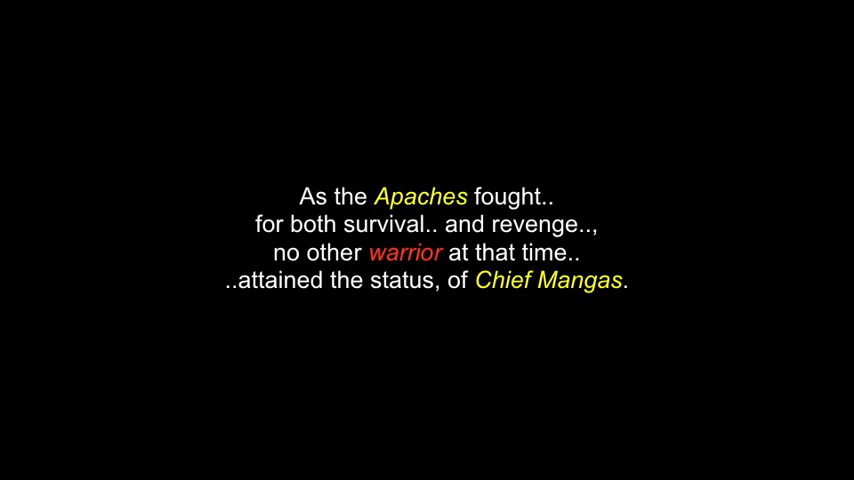 As the Apaches fought..
for both survival.. and revenge..,
no other warrior at that time..
..attained the status, of Chief Mangas.